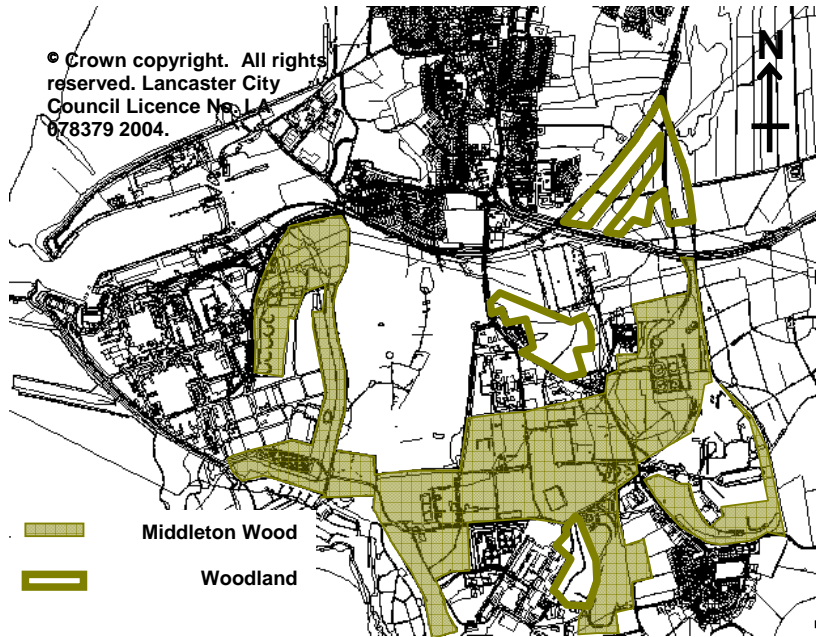 © Crown copyright. All rights
reserved. Lancaster City
Council Licence No. LA
078379 2004.
N
Middleton Wood
Woodland